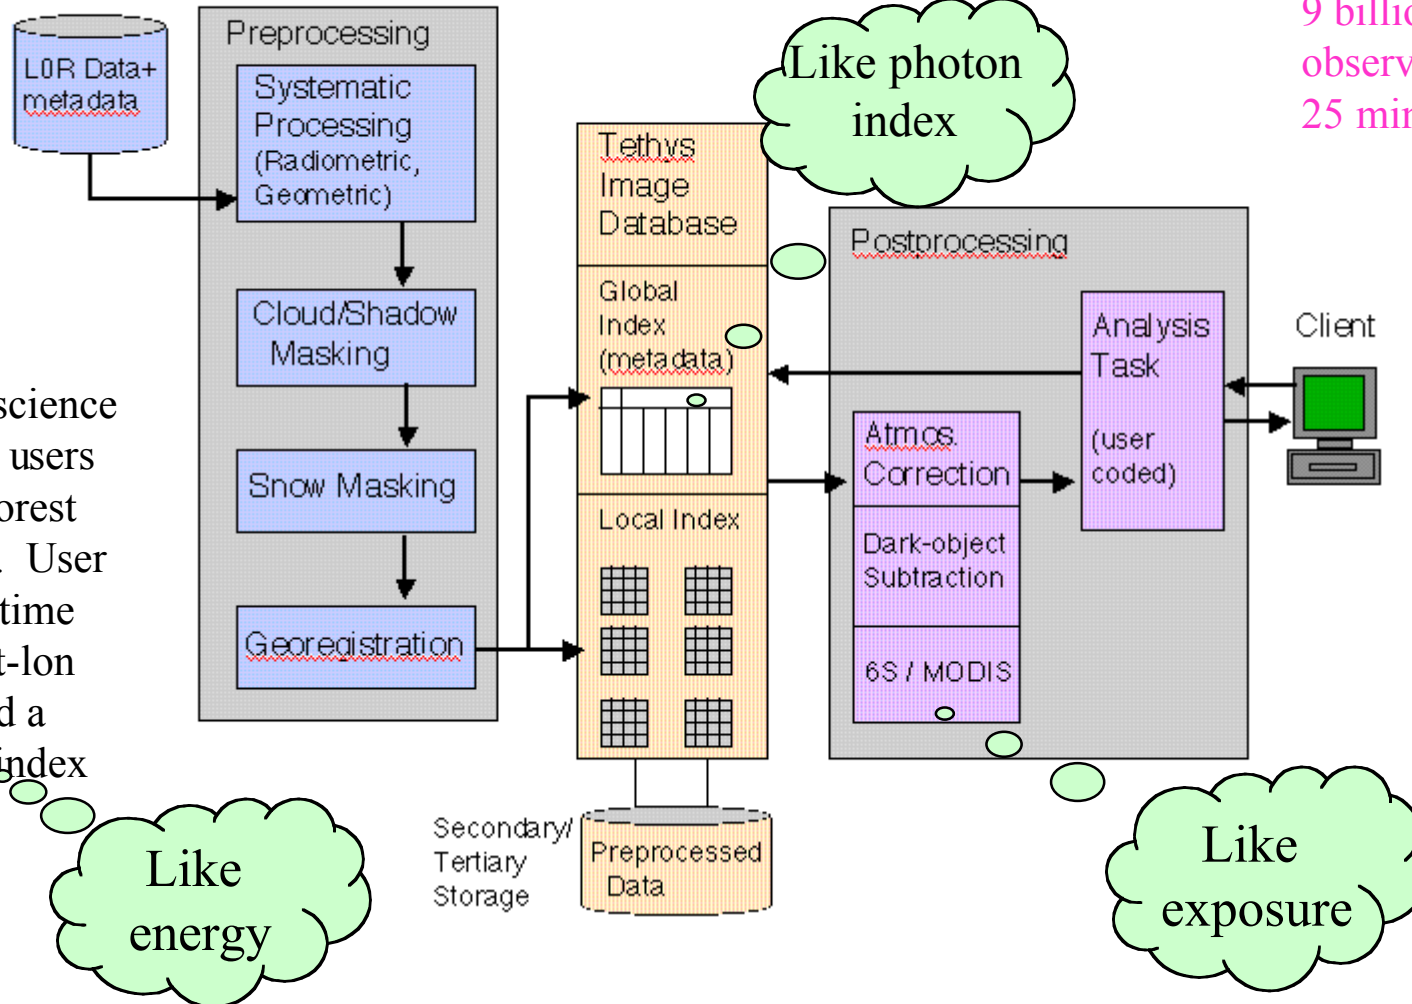 L0R Data+
metadata
Preprocessing
Systematic
Processing
(Radiometric,
Geometric)
Cloud/Shadow
Masking
Snow Masking
Georegistration
Tethys
Image
Database
Global
Index
(metadata)
Local Index
Secondary/
Tertiary
Storage
Preprocessed
Data
Like photon
index
Postprocessing
Atmos.
Correction
Dark-object
Subtraction
6S / MODIS
Analysis
Task
(user
coded)
Client
9
25
science
users
User
time
a
index
Like
energy
Like
exposure